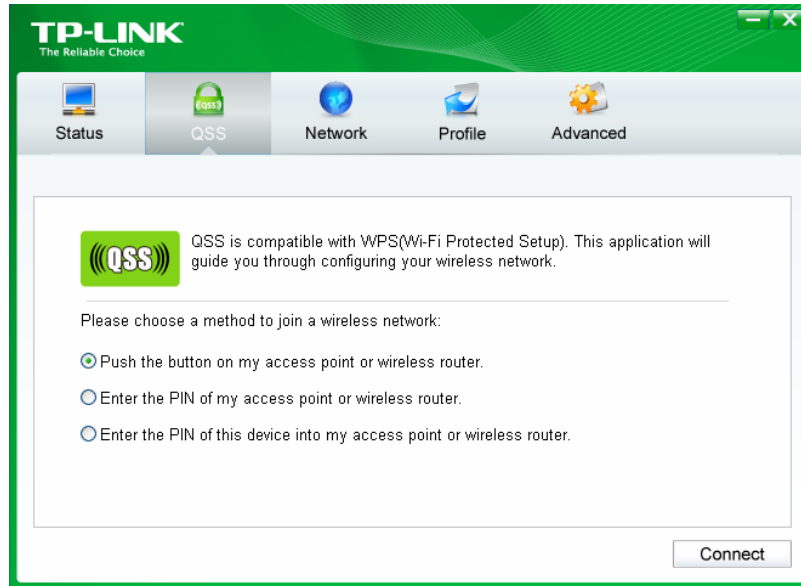 TP-LINK
The Reliable Choice
Status
QSS
Network
Profile
Advanced
(qss)
(((QSS)))
QSS is compatible with WPS(Wi-Fi Protected Setup). This application will
guide you through configuring your wireless network.
Please choose a method to join a wireless network:
Push the button on my access point or wireless router.
Enter the PIN of my access point or wireless router.
Enter the PIN of this device into my access point or wireless router.
Connect